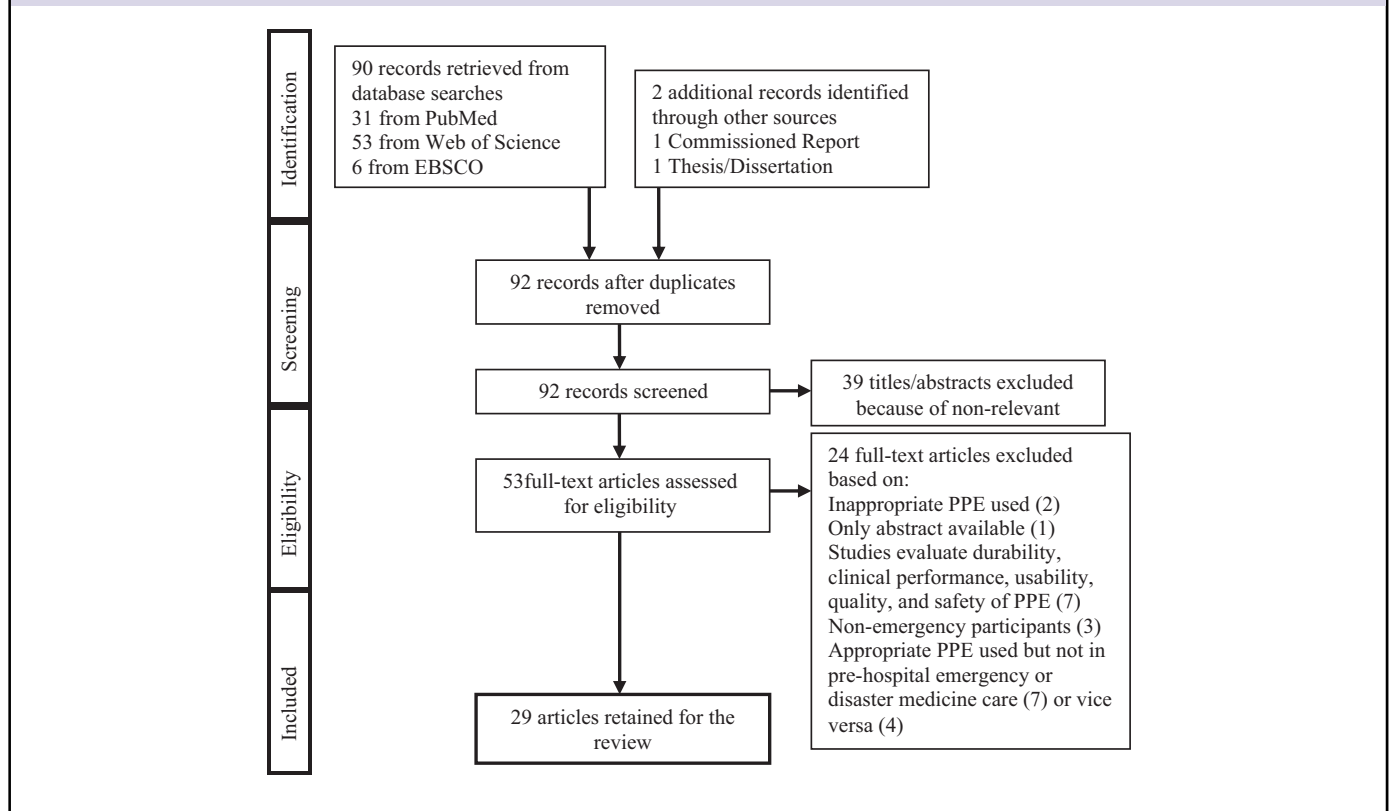 Identification
90 records retrieved from
database searches
31 from PubMed
53 from Web of Science
6 from EBSCO
2 additional records identified
through other sources
1 Commissioned Report
1 Thesis/Dissertation
Screening
92 records after duplicates
removed
92 records screened
39 titles/abstracts excluded
because of non-relevant
Eligibility
53full-text articles assessed
for eligibility
24 full-text articles excluded
based on:
Inappropriate PPE used (2)
Only abstract available (1)
Studies evaluate durability,
clinical performance, usability,
quality, and safety of PPE (7)
Non-emergency participants (3)
Appropriate PPE used but not in
pre-hospital emergency or
disaster medicine care (7) or vice
versa (4)
Included
29 articles retained for the
review